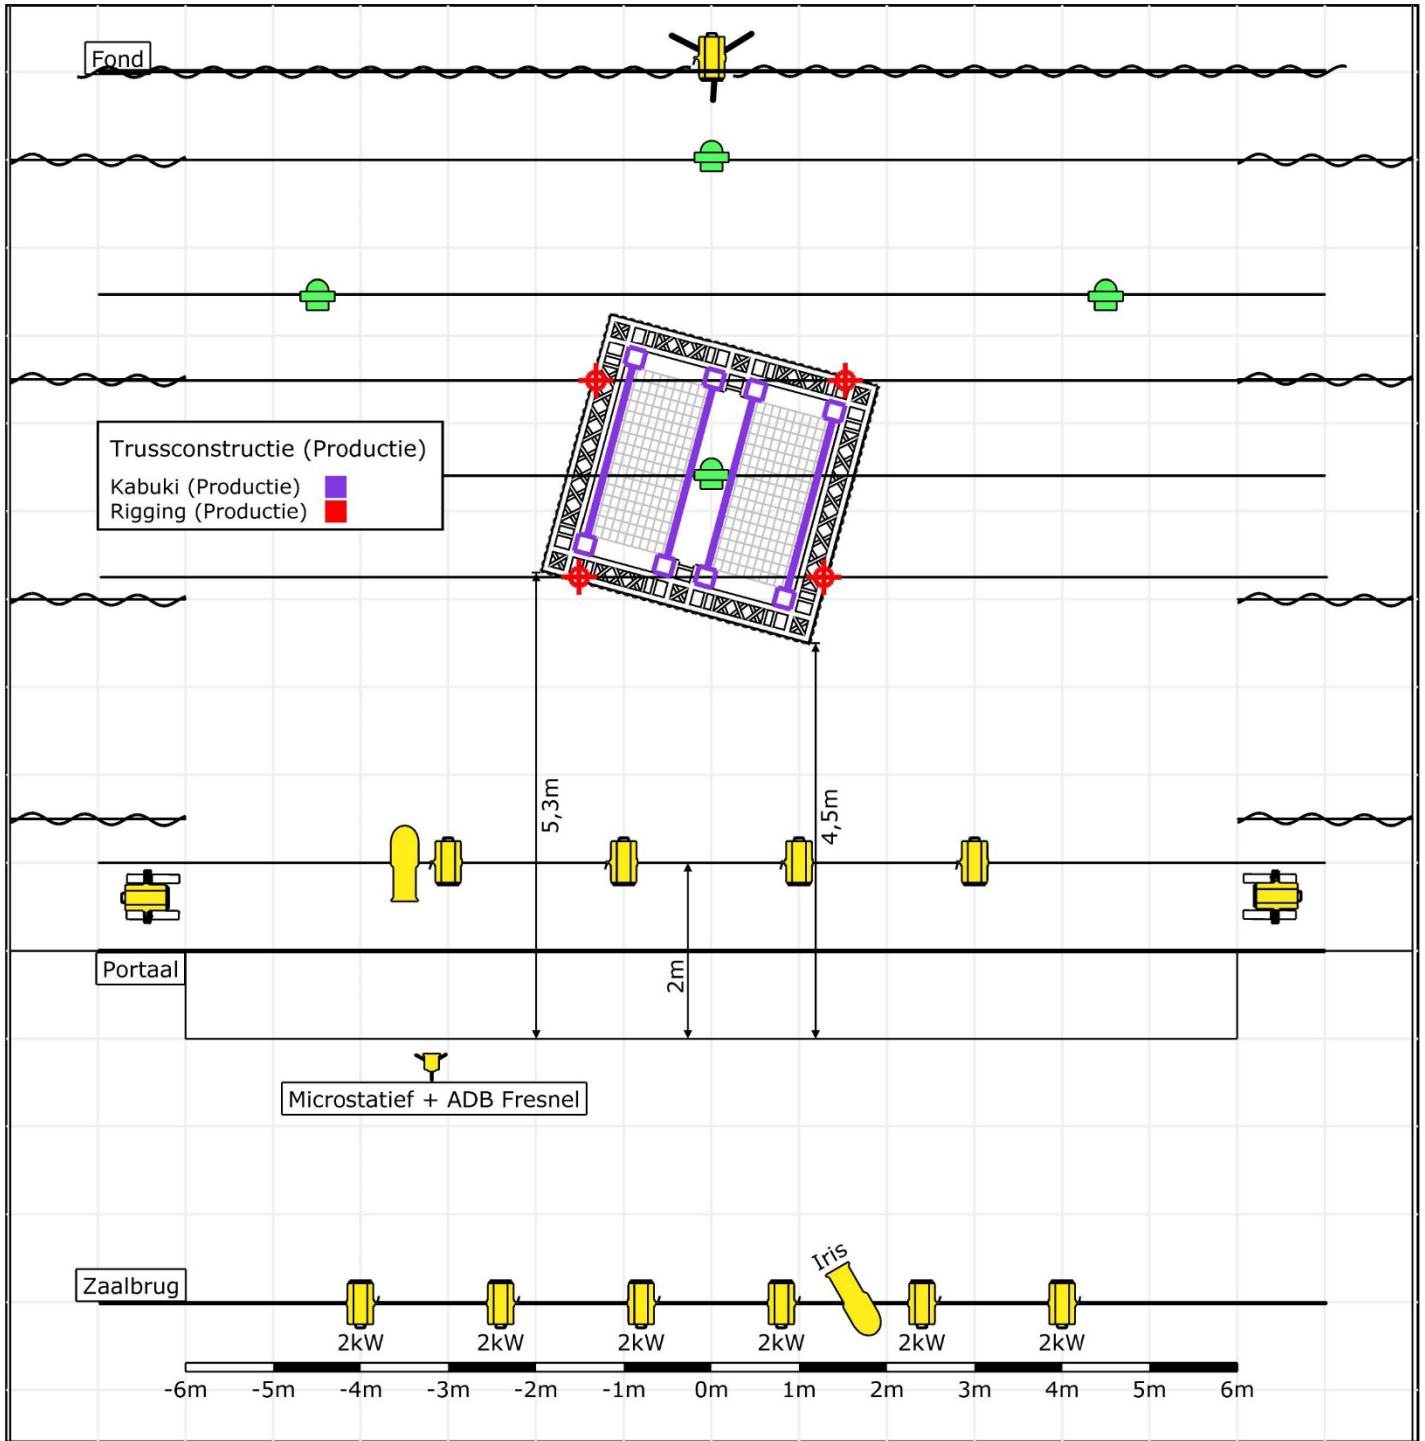 Fond
Trussconstructie (Productie)
Kabuki (Productie)
Rigging (Productie)
5,3m
4,5m
2m
Portaal
Microstatief + ADB Fresnel
Iris
Zaalbrug
2kW 2kW 2kW 2kW 2kW 2kW
-6m -5m -4m -3m -2m -1m 0m 1m 2m 3m 4m 5m 6m